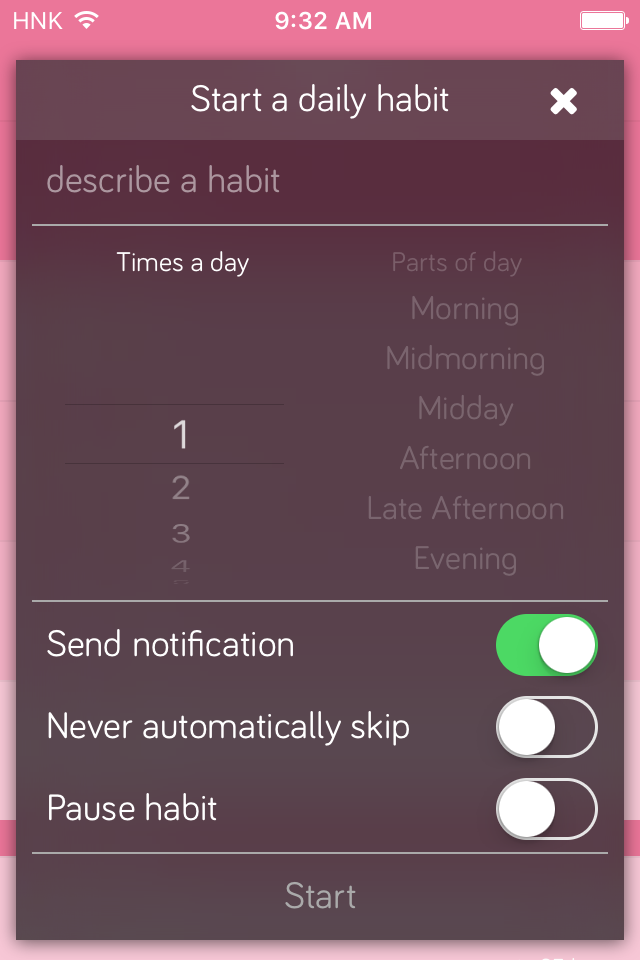 HNK 9:32 AM
Start a daily habit
describe a habit
Times a day
Parts of day
Morning
Midmorning
Midday
Afternoon
Late Afternoon
Evening
1
2
3
4
Send notification
Never automatically skip
Pause habit
Start